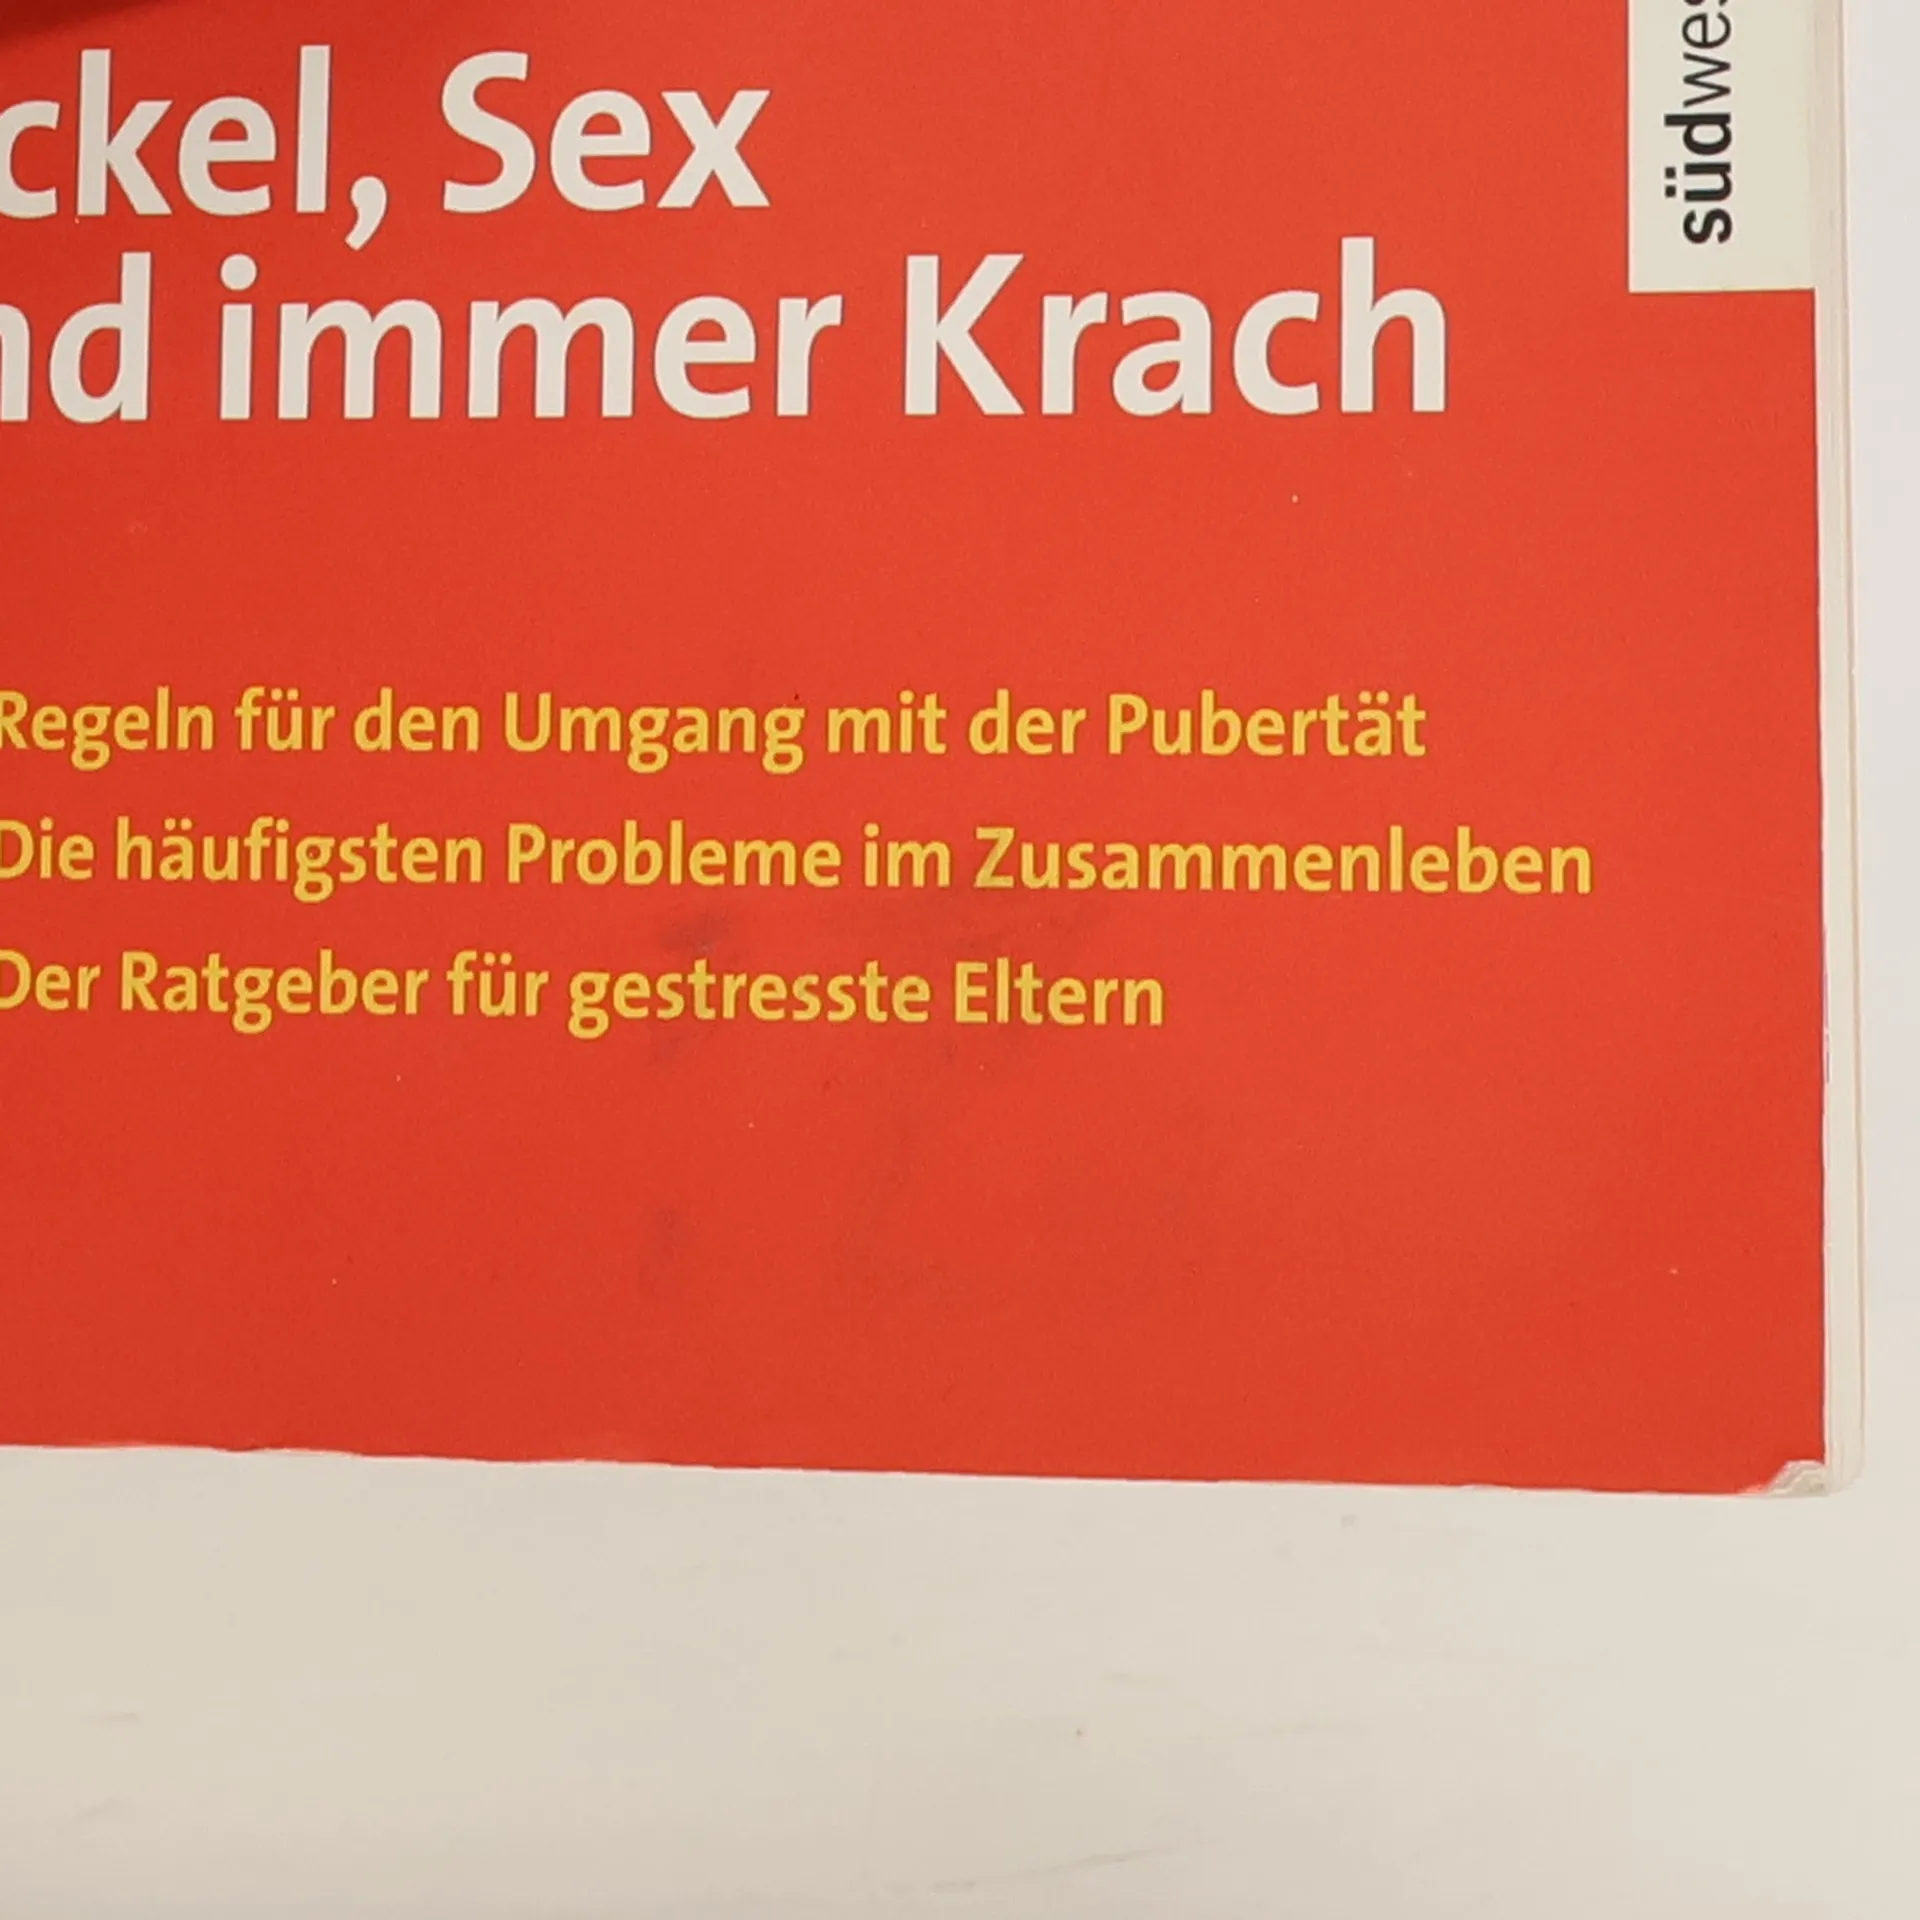 ckel, Sex
nd immer Krach
südwes
Regeln für den Umgang mit der Pubertät
Die häufigsten Probleme im Zusammenleben
Der Ratgeber für gestresste Eltern